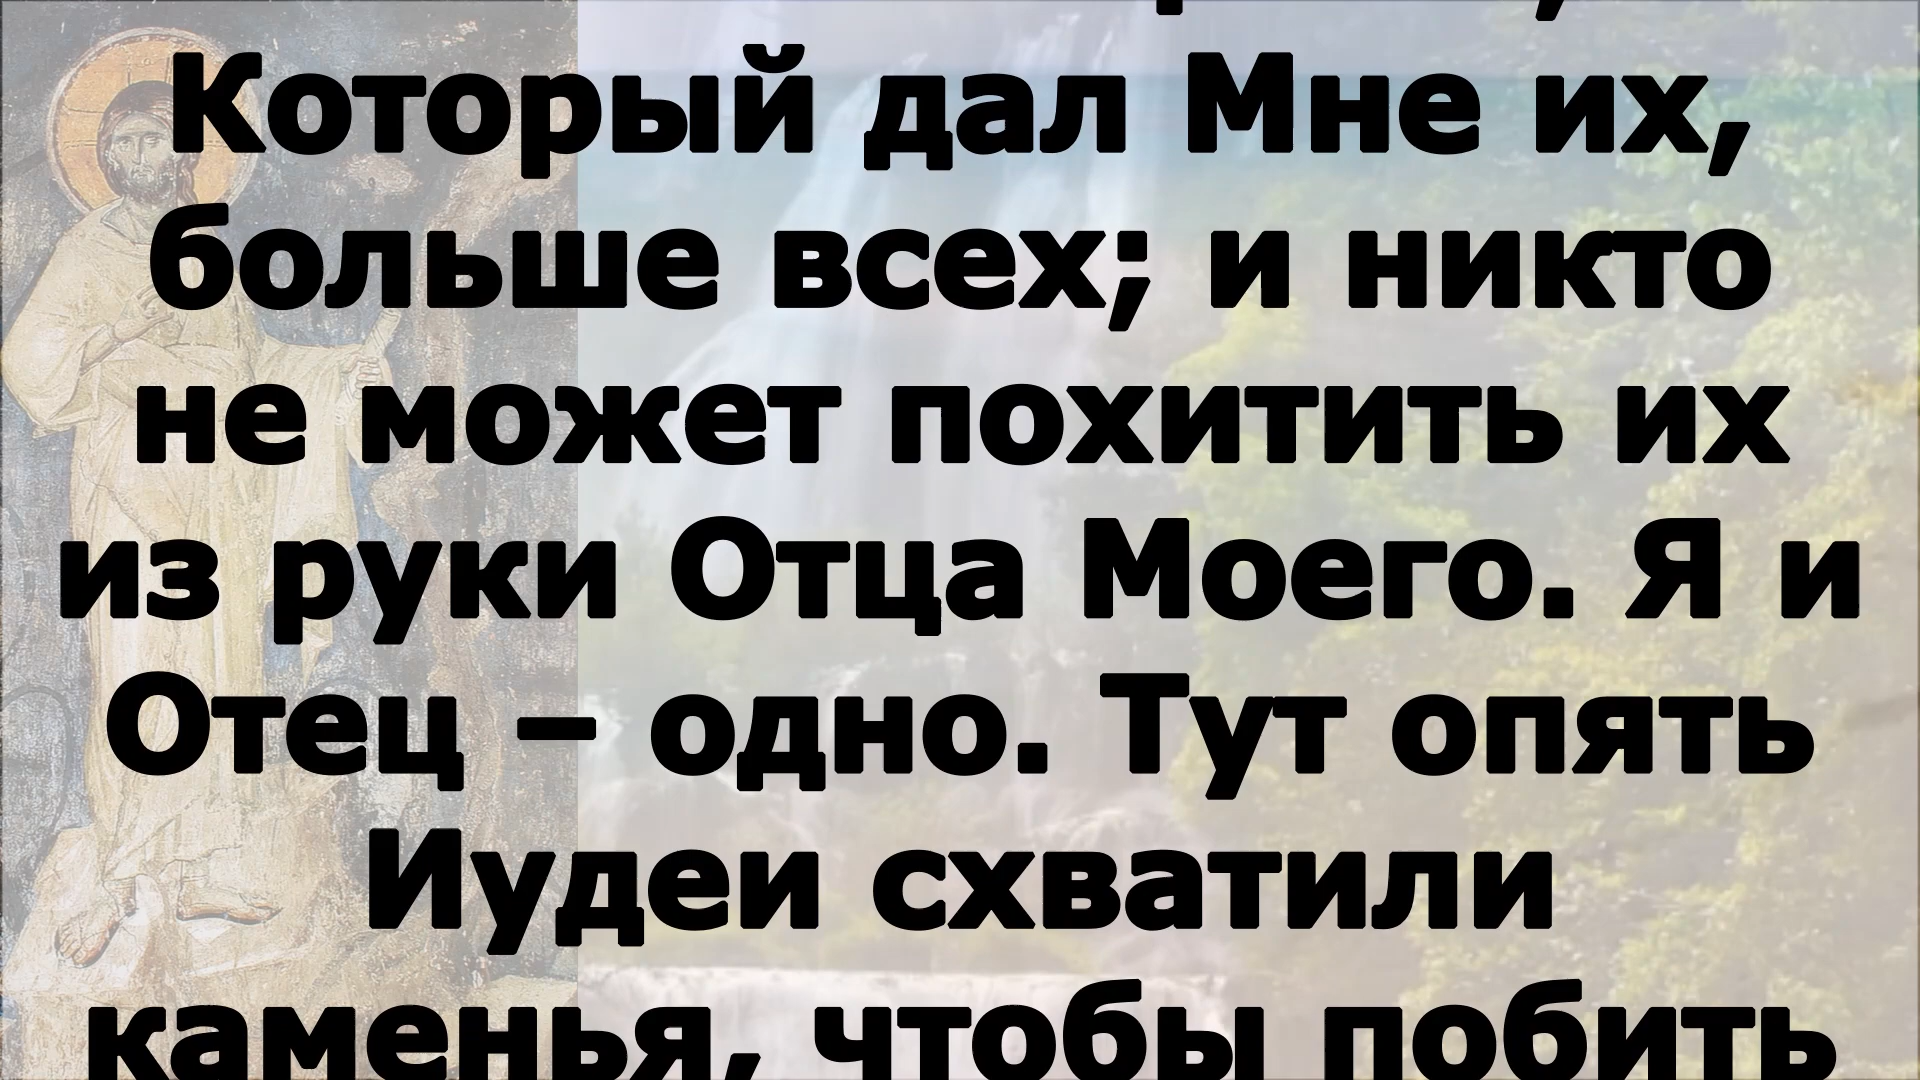 Который дал Мне их,
больше всех; и никто
не может похитить их
из руки Отца Моего. Я и
Отец – одно. Тут опять
Иудеи схватили
каменья, чтобы побить